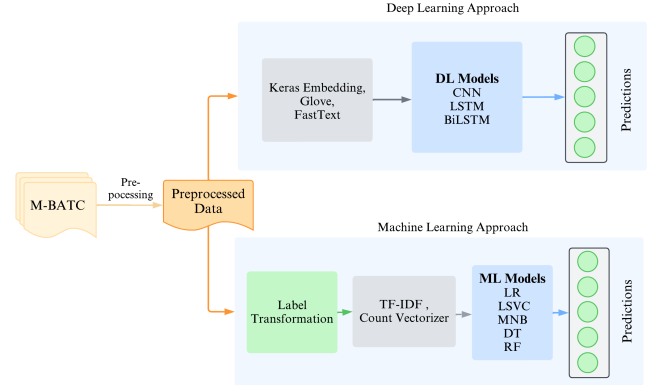 Deep Learning Approach
Keras Embedding,
Glove,
FastText
DL Models
CNN
LSTM
BiLSTM
Predictions
M-BATC
Pre-
pocessing
Preprocessed
Data
Machine Learning Approach
Label
Transformation
TF-IDF ,
Count Vectorizer
ML Models
LR
LSVC
MNB
DT
RF
Predictions